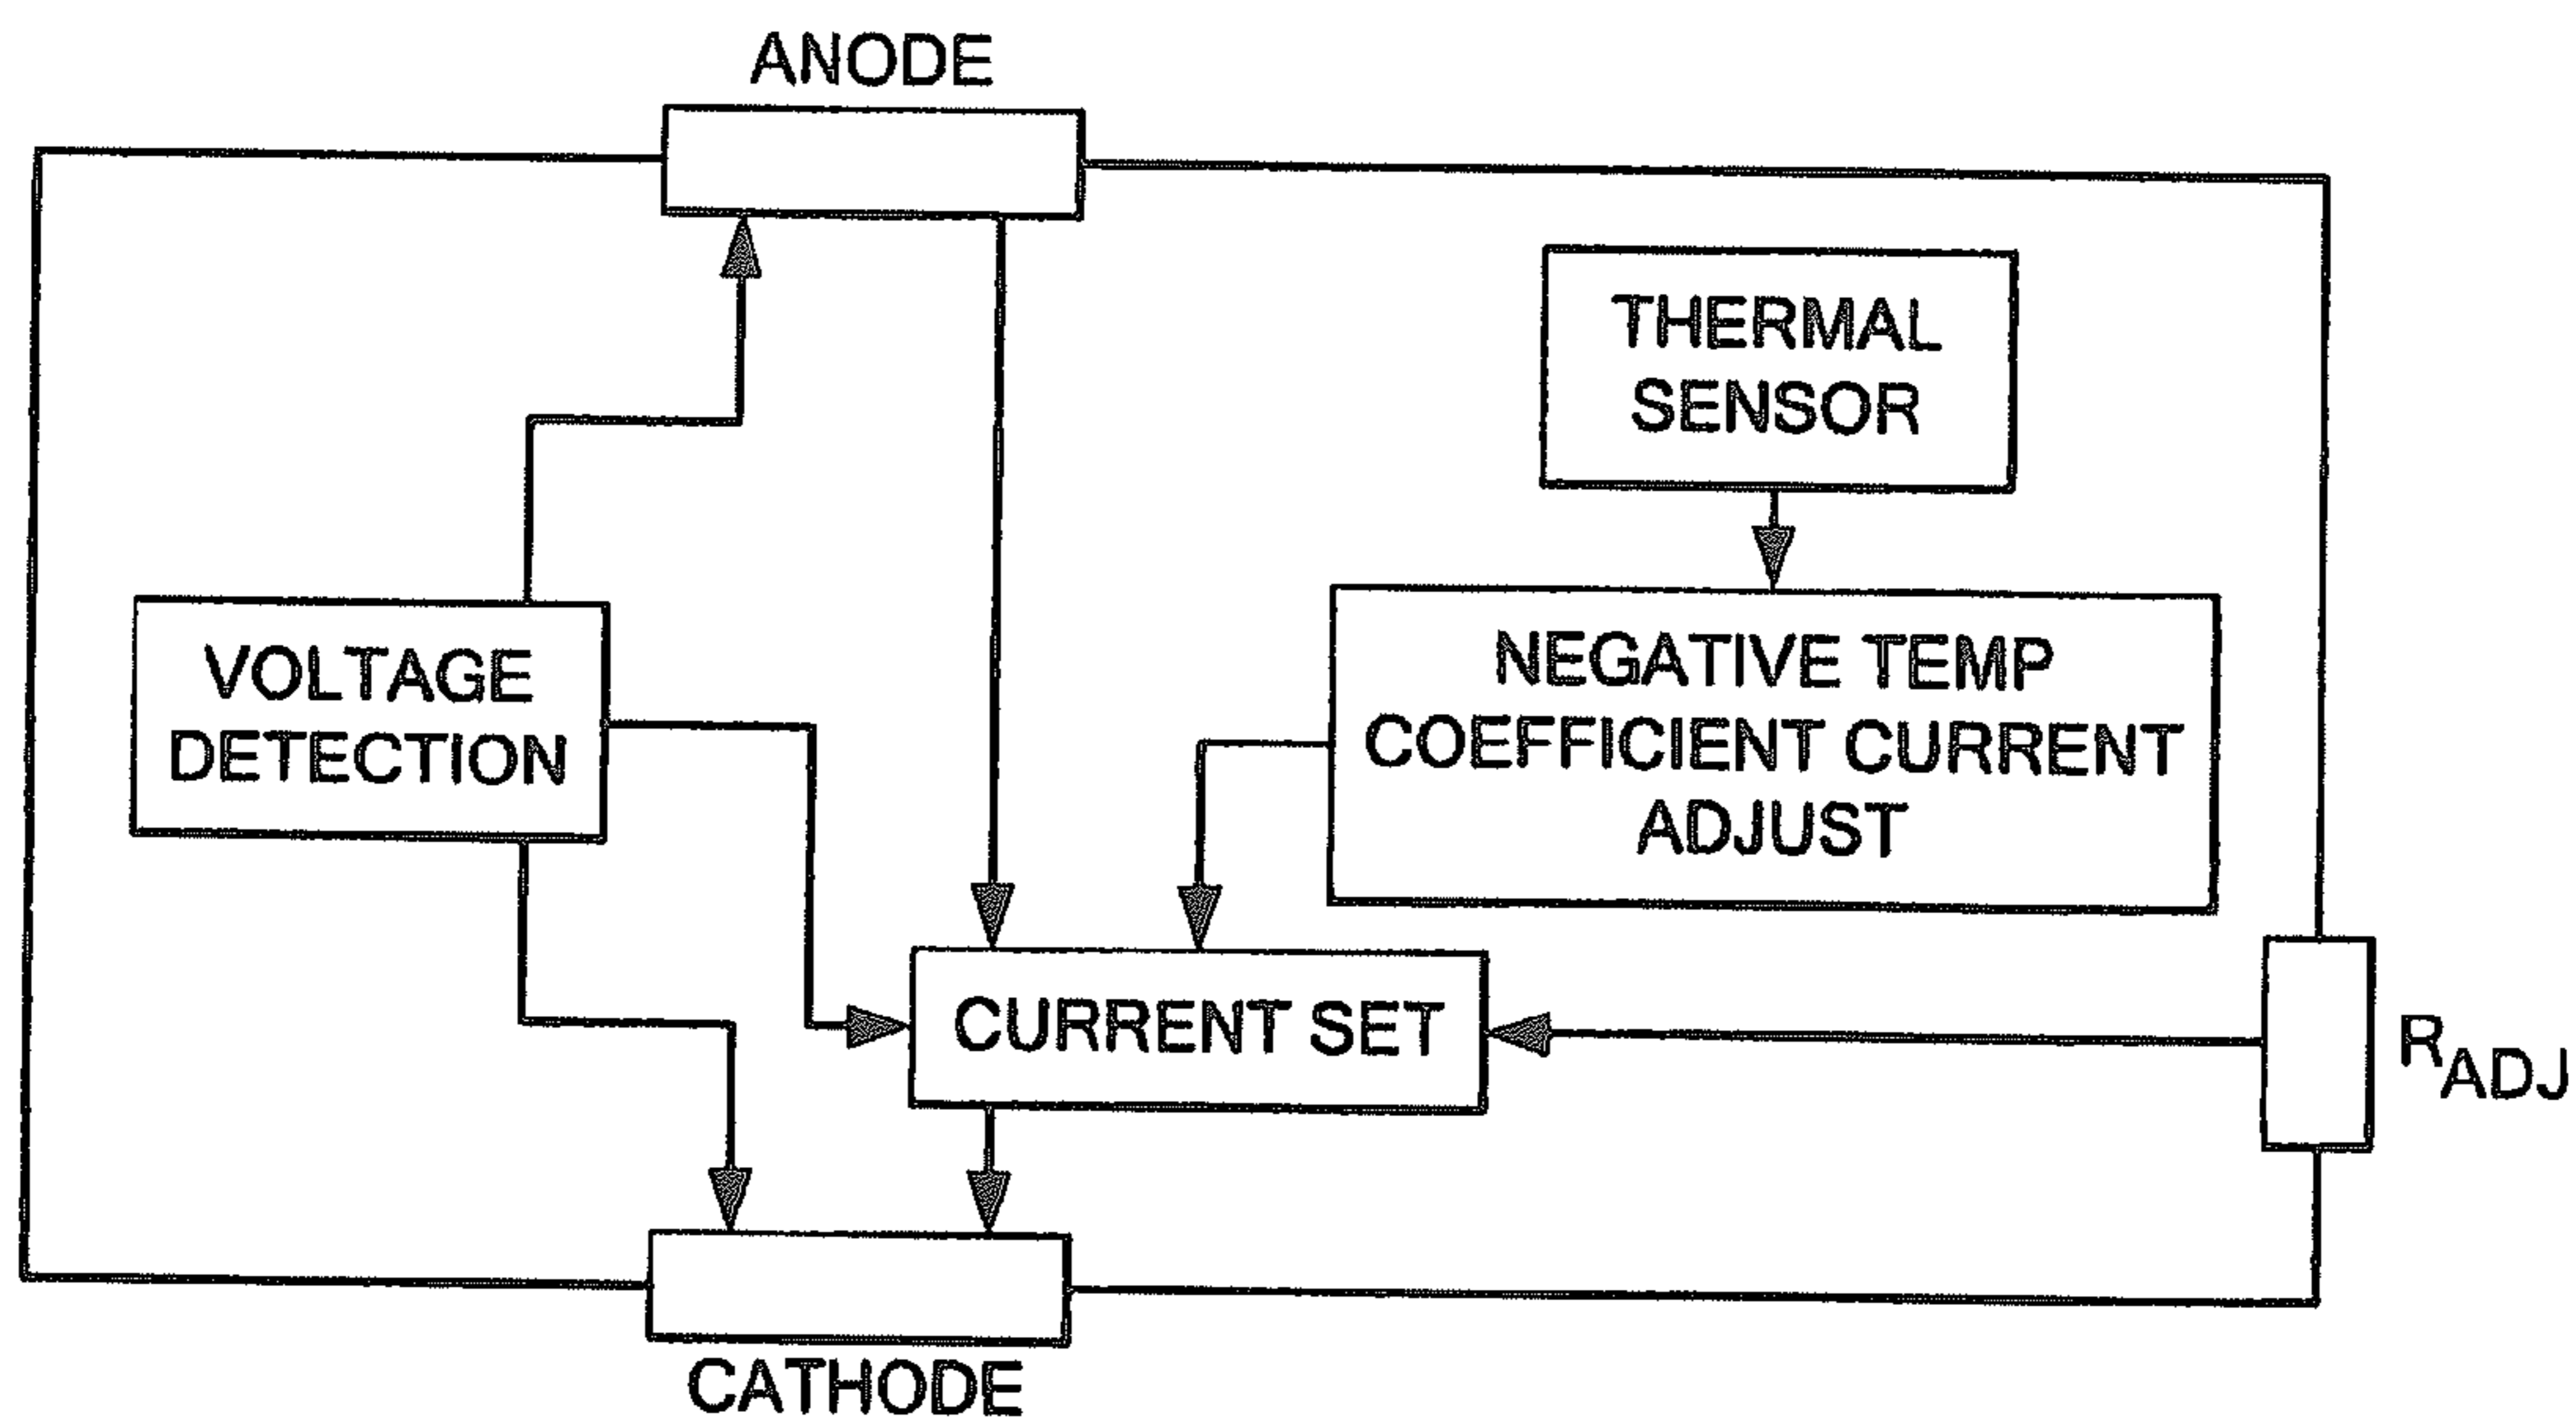 ANODE
THERMAL
SENSOR
VOLTAGE
DETECTION
NEGATIVE TEMP
COEFFICIENT CURRENT
ADJUST
CURRENT SET
RADJ
CATHODE